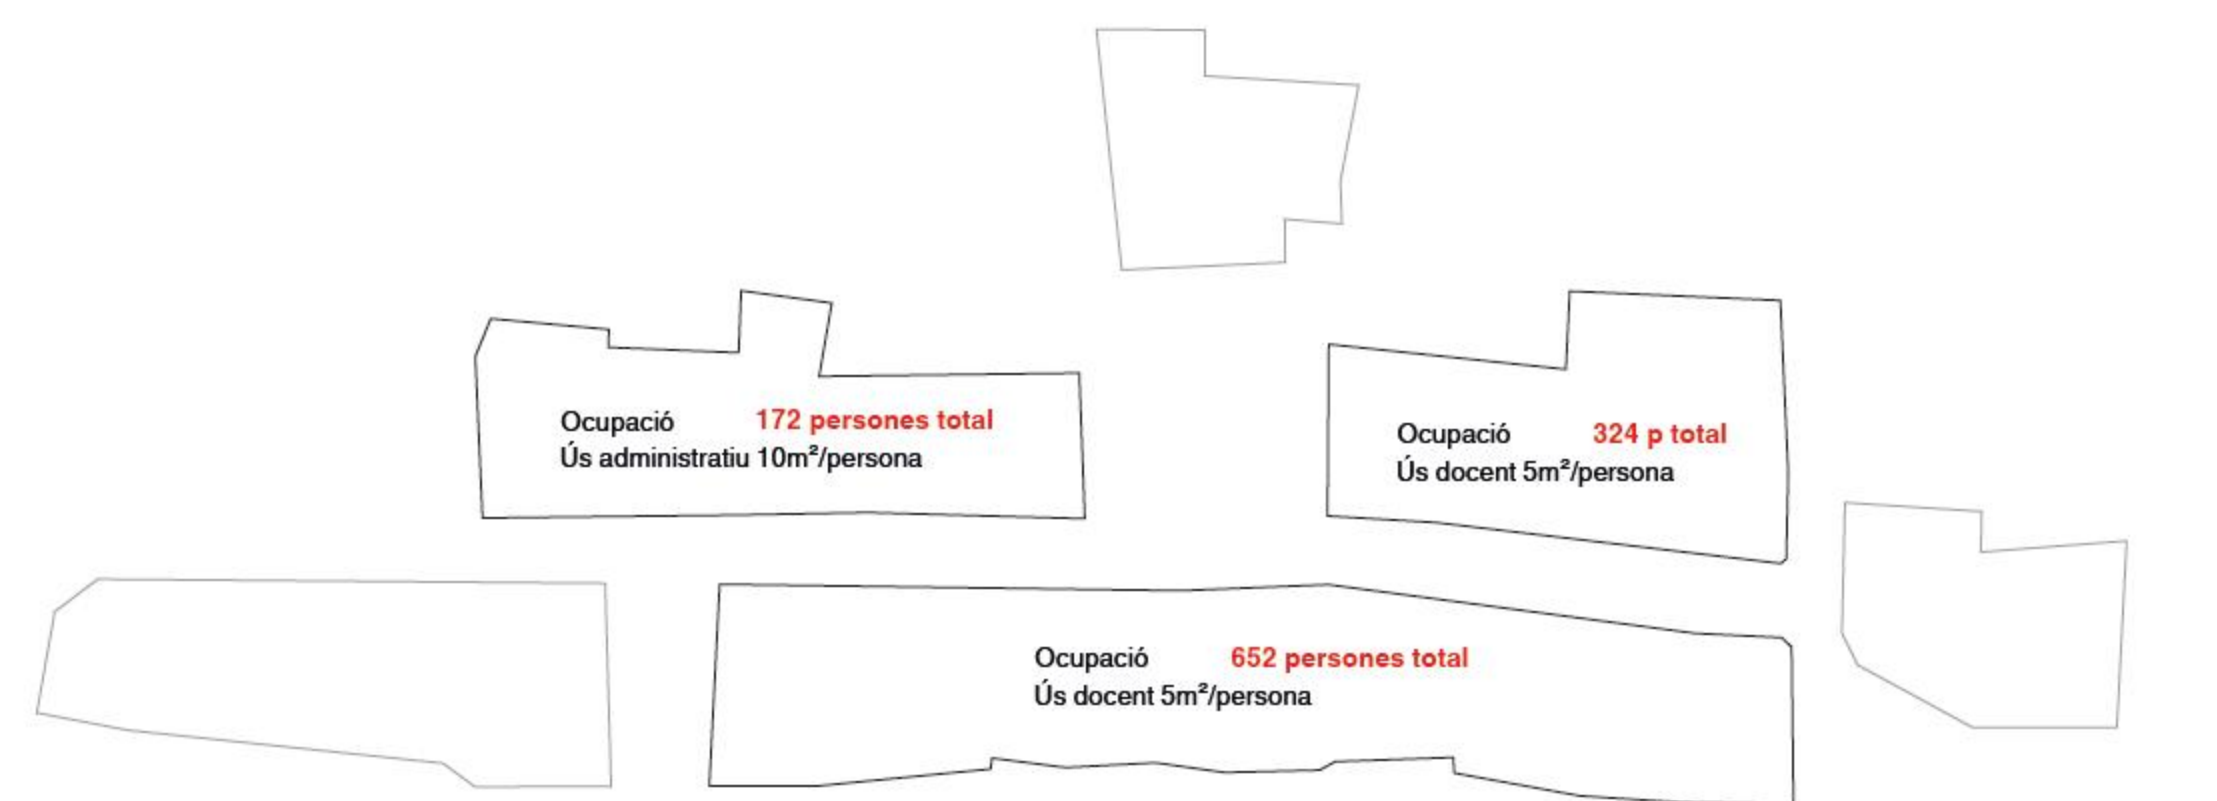 Ocupació 172 persones total
Ús administratiu 10m²/persona
Ocupació 324 p total
Ús docent 5m²/persona
Ocupació 652 persones total
Ús docent 5m²/persona